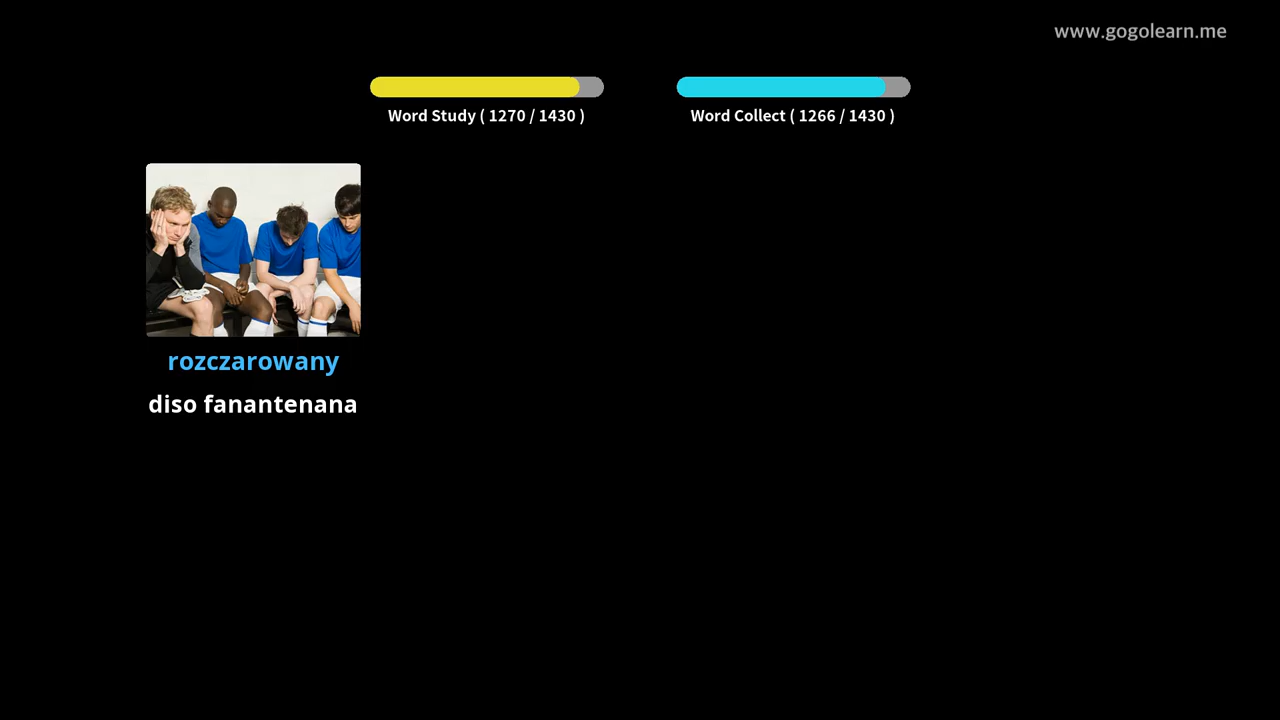 www.gogolearn.me
Word Study ( 1270 / 1430 )
Word Collect ( 1266 / 1430 )
rozczarowany
diso fanantenana